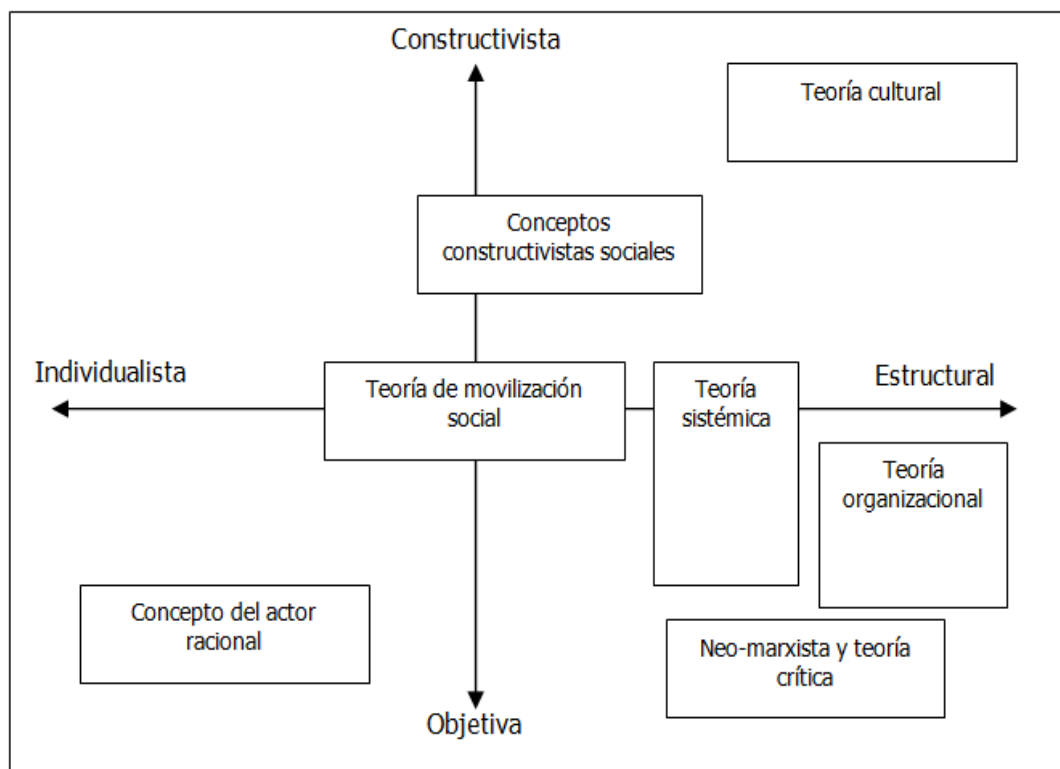 Constructivista
Teoría cultural
Conceptos
constructivistas sociales
Individualista
Teoría de movilización
social
Teoría
sistémica
Estructural
Teoría
organizacional
Concepto del actor
racional
Neo-marxista y teoría
crítica
Objetiva